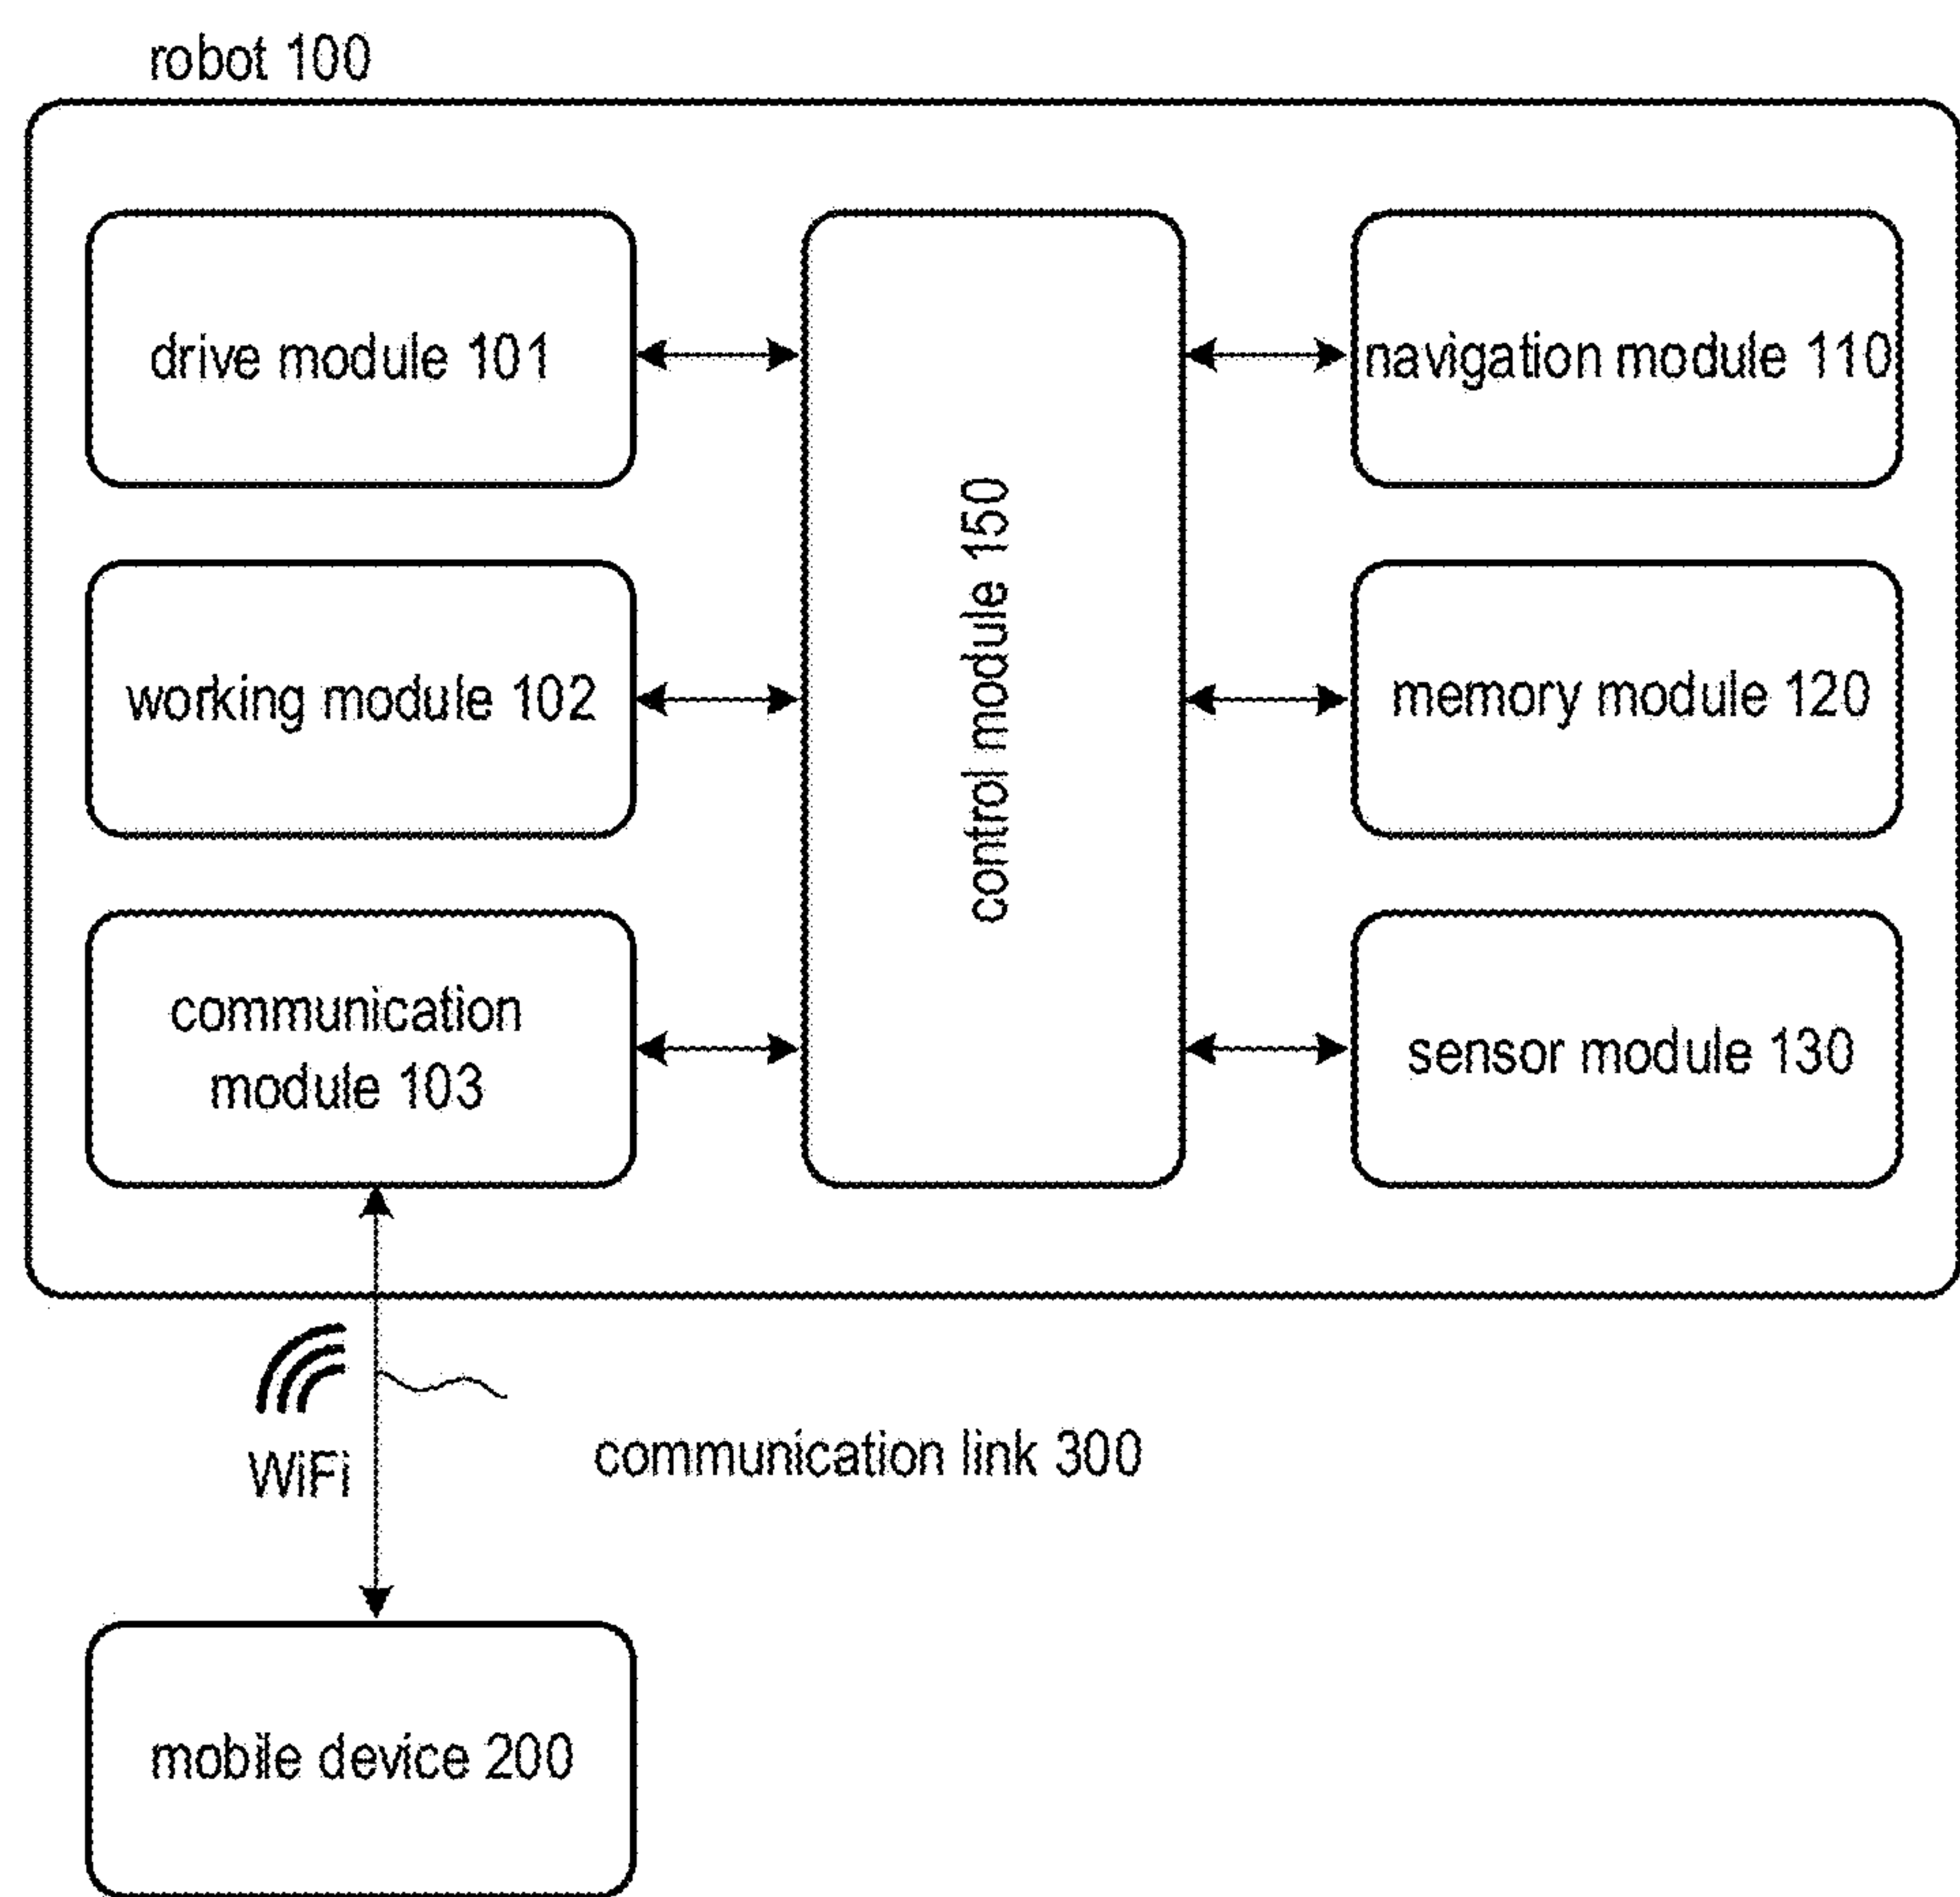 robot 100
drive module 101
navigation module 110
control module 150
working module 102
memory module 120
communication
module 103
sensor module 130
WiFi
communication link 300
mobile device 200